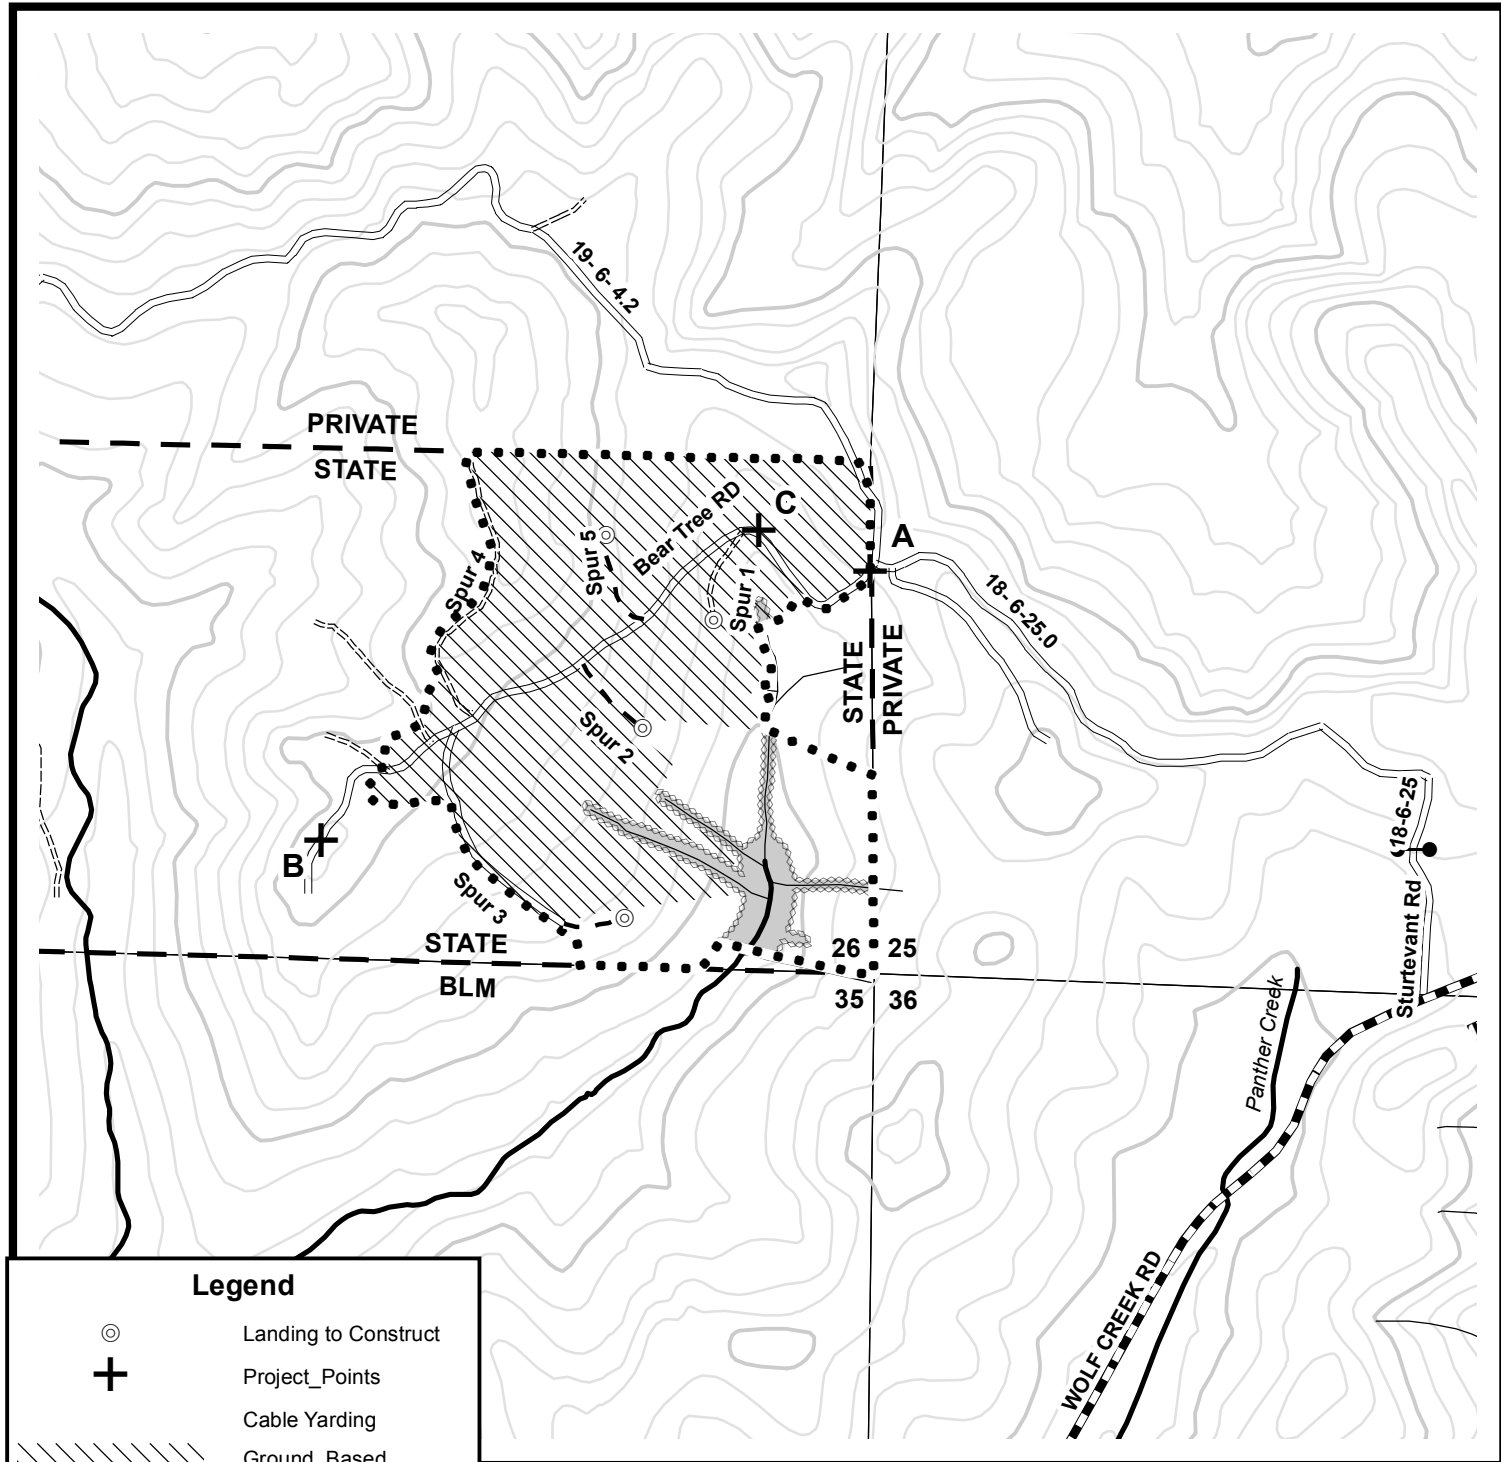 19- 6- 4.2
PRIVATE
STATE
Bear Tree RD
C
A
Spur 5
Spur 4
Spur 1
18- 6-25.0
STATE
PRIVATE
Spur 2
18-6-25
B
Spur 3
STATE
BLM
26
25
35
36
Sturtevant Rd
Panther Creek
WOLF CREEK RD
Legend
Landing to Construct
Project_Points
Cable Yarding
Ground_Based